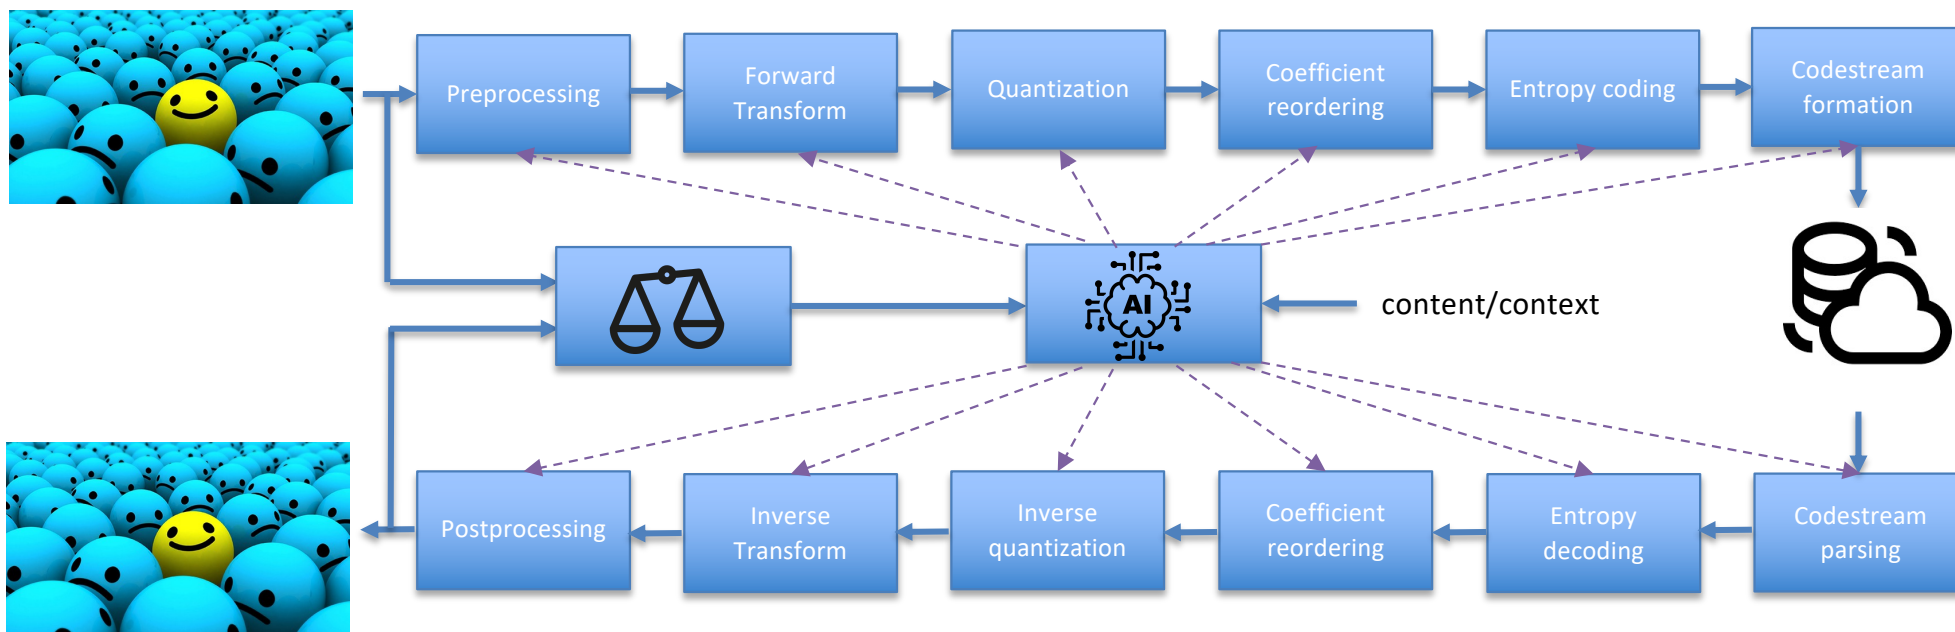 Preprocessing
Forward
Transform
Quantization
Coefficient
reordering
Entropy coding
Codestream
formation
AI
content/context
Postprocessing
Inverse
Transform
Inverse
quantization
Coefficient
reordering
Entropy
decoding
Codestream
parsing